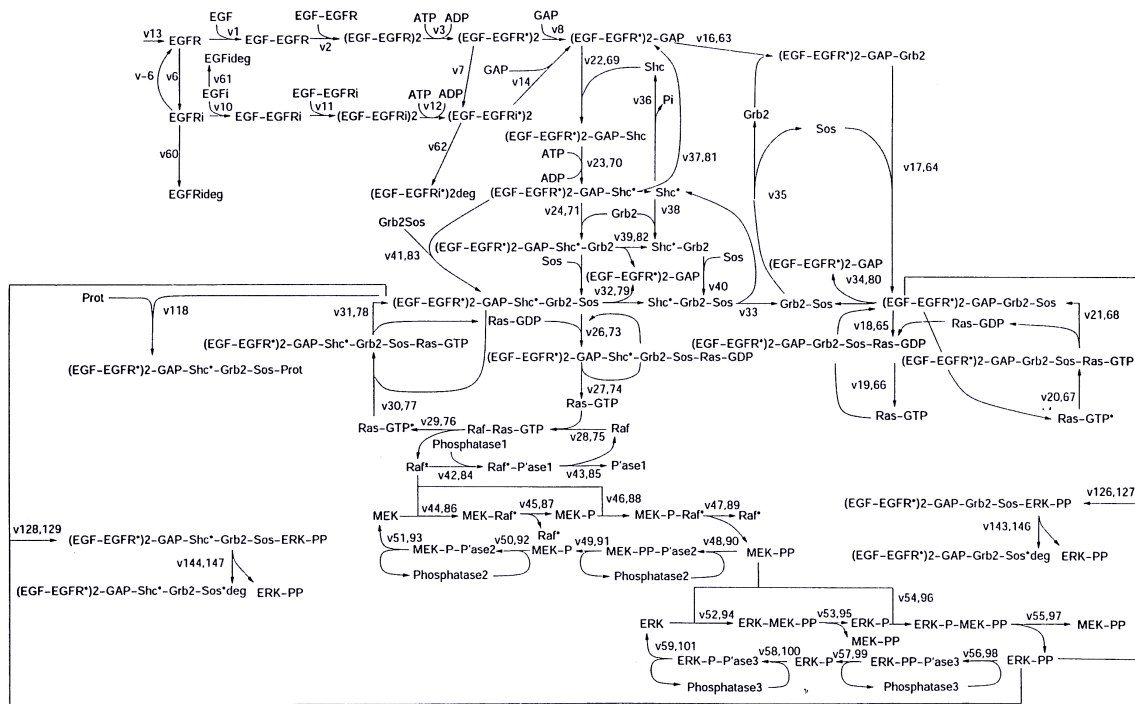 EGF EGF-EGFR ATP ADP GAP
v13 v1 v2 v3 v8 v16,63
EGFR EGF-EGFR (EGF-EGFR)2 (EGF-EGFR*)2 (EGF-EGFR*)2-GAP (EGF-EGFR*)2-GAP-Grb2
v-6 v6 EGFideg v7 v22,69 Shc
v61 GAP v14
EGFi EGF-EGFRi ATP ADP v36 Pi
v10 v11 v12 Grb2
EGFRi EGF-EGFRi (EGF-EGFRi)2 (EGF-EGFRi*)2 Sos
(EGF-EGFR*)2-GAP-Shc
v60 v62 ATP v23,70 v37,81 v17,64
ADP v35
EGFRideg (EGF-EGFRi*)2deg (EGF-EGFR*)2-GAP-Shc* Shc*
v24,71 v38
Grb2Sos Grb2
v39,82
(EGF-EGFR*)2-GAP-Shc*-Grb2 Shc*-Grb2
v41,83 Sos Sos (EGF-EGFR*)2-GAP
(EGF-EGFR*)2-GAP v40 v34,80
v32,79
Prot (EGF-EGFR*)2-GAP-Shc*-Grb2-Sos Shc*-Grb2-Sos Grb2-Sos (EGF-EGFR*)2-GAP-Grb2-Sos
v118 v31,78 v33 v21,68
Ras-GDP v26,73 v18,65 Ras-GDP
(EGF-EGFR*)2-GAP-Shc*-Grb2-Sos-Ras-GTP (EGF-EGFR*)2-GAP-Grb2-Sos-Ras-GDP
(EGF-EGFR*)2-GAP-Shc*-Grb2-Sos-Ras-GDP (EGF-EGFR*)2-GAP-Grb2-Sos-Ras-GTP
(EGF-EGFR*)2-GAP-Shc*-Grb2-Sos-Prot
v27,74 v19,66
v30,77 Ras-GTP v20,67
v29,76 Ras-GTP Ras-GTP*
Ras-GTP* Raf-Ras-GTP Raf
Phosphatase1 v28,75
Raf* Raf*-P'ase1 P'ase1
v42,84 v43,85
v46,88
v44,86 v45,87 v47,89 (EGF-EGFR*)2-GAP-Grb2-Sos-ERK-PP v126,127
MEK MEK-Raf* MEK-P MEK-P-Raf* Raf*
v128,129 Raf* v143,146
(EGF-EGFR*)2-GAP-Shc*-Grb2-Sos-ERK-PP v51,93 v50,92 v49,91 v48,90
MEK-P-P'ase2 MEK-P MEK-PP-P'ase2 MEK-PP (EGF-EGFR*)2-GAP-Grb2-Sos*deg ERK-PP
v144,147 Phosphatase2 Phosphatase2
(EGF-EGFR*)2-GAP-Shc*-Grb2-Sos*deg ERK-PP
v54,96
v52,94 v53,95 v55,97
ERK ERK-MEK-PP ERK-P ERK-P-MEK-PP MEK-PP
MEK-PP
v59,101 v58,100 v57,99 v56,98
ERK-P-P'ase3 ERK-P ERK-PP-P'ase3 ERK-PP
Phosphatase3 Phosphatase3